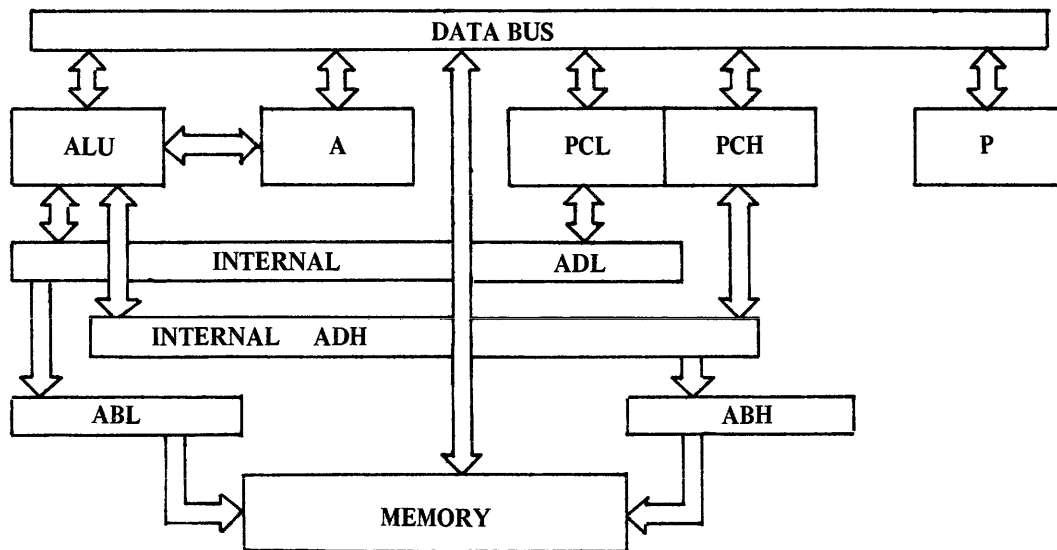 DATA BUS
ALU
A
PCL
PCH
P
INTERNAL ADL
INTERNAL ADH
ABL
ABH
MEMORY